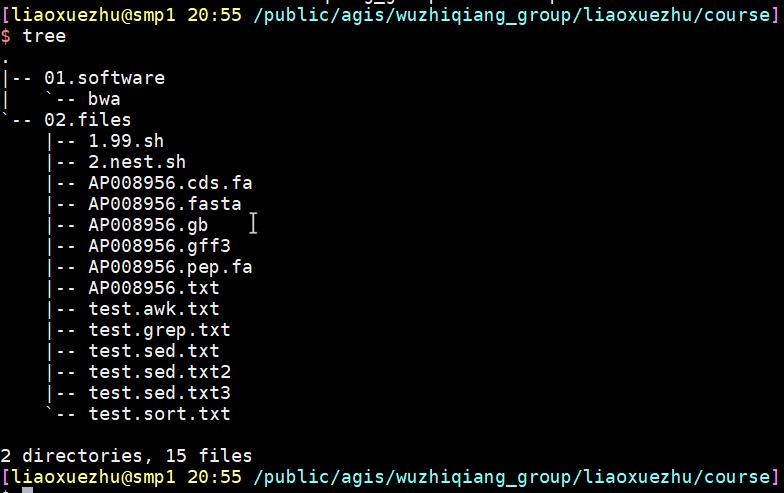 [liaoxuezhu@smp1 20:55 /public/agis/wuzhiqiang_group/liaoxuezhu/course]
$ tree
.
|-- 01.software
|   `-- bwa
`-- 02.files
    |-- 1.99.sh
    |-- 2.nest.sh
    |-- AP008956.cds.fa
    |-- AP008956.fasta
    |-- AP008956.gb
    |-- AP008956.gff3
    |-- AP008956.pep.fa
    |-- AP008956.txt
    |-- test.awk.txt
    |-- test.grep.txt
    |-- test.sed.txt
    |-- test.sed.txt2
    |-- test.sed.txt3
    `-- test.sort.txt
2 directories, 15 files
[liaoxuezhu@smp1 20:55 /public/agis/wuzhiqiang_group/liaoxuezhu/course]